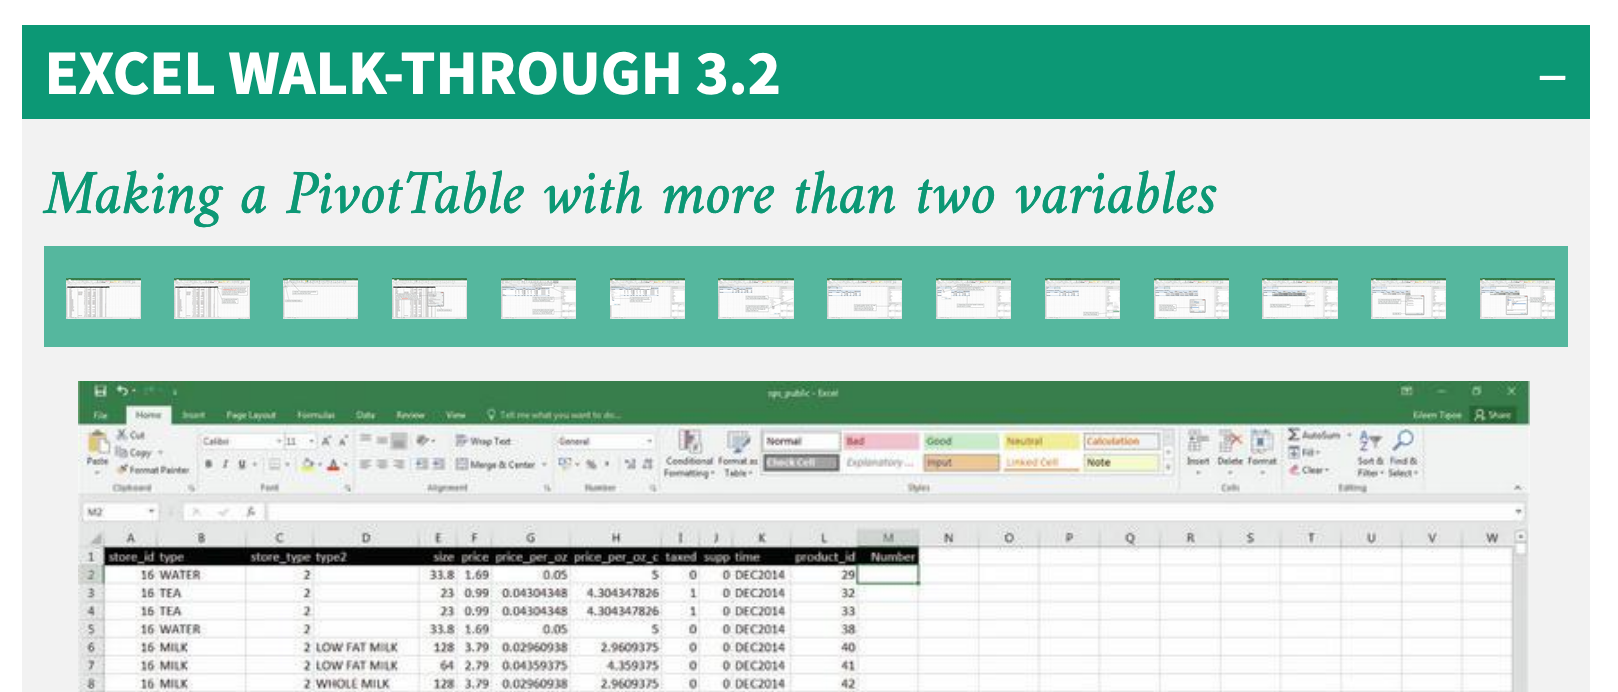 EXCEL WALK-THROUGH 3.2
Making a PivotTable with more than two variables
sps_public - Excel
File Home Insert Page Layout Formulas Data Review View Tell me what you want to do... Eileen Tipoe Share
Cut Calibri 11 Wrap Text General Normal Bad Good Neutral Calculation AutoSum
Copy Fill
Paste Format Painter Merge & Center Conditional Format as Check Cell Explanatory ... Input Linked Cell Note Insert Delete Format Clear Sort & Find &
Formatting Table Filter Select
Clipboard Font Alignment Number Styles Cells Editing
M2 fx
A B C D E F G H I J K L M N O P Q R S T U V W
1 store_id type store_type type2 size price price_per_oz price_per_oz_c taxed supp time product_id Number
2 16 WATER 2 33.8 1.69 0.05 5 0 0 DEC2014 29
3 16 TEA 2 23 0.99 0.04304348 4.304347826 1 0 DEC2014 32
4 16 TEA 2 23 0.99 0.04304348 4.304347826 1 0 DEC2014 33
5 16 WATER 2 33.8 1.69 0.05 5 0 0 DEC2014 38
6 16 MILK 2 LOW FAT MILK 128 3.79 0.02960938 2.9609375 0 0 DEC2014 40
7 16 MILK 2 LOW FAT MILK 64 2.79 0.04359375 4.359375 0 0 DEC2014 41
8 16 MILK 2 WHOLE MILK 128 3.79 0.02960938 2.9609375 0 0 DEC2014 42